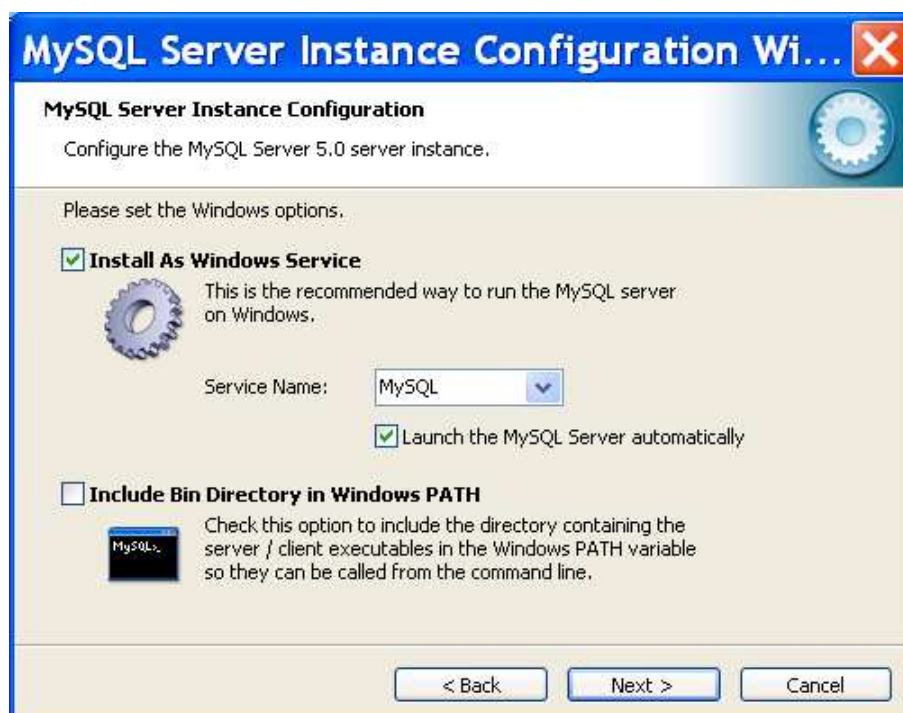 MySQL Server Instance Configuration Wi...
MySQL Server Instance Configuration
Configure the MySQL Server 5.0 server instance.
Please set the Windows options.
Install As Windows Service
This is the recommended way to run the MySQL server
on Windows.
Service Name:
MySQL
Launch the MySQL Server automatically
Include Bin Directory in Windows PATH
MySQL>_
Check this option to include the directory containing the
server / client executables in the Windows PATH variable
so they can be called from the command line.
< Back
Next >
Cancel